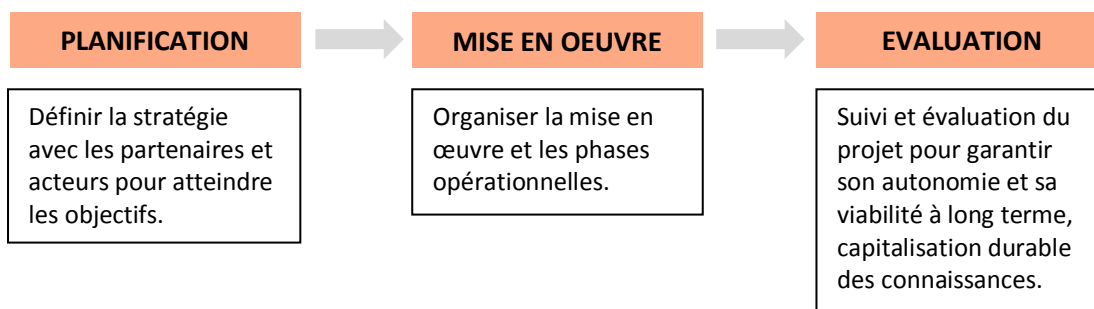 PLANIFICATION
MISE EN OEUVRE
EVALUATION
Définir la stratégie
avec les partenaires et
acteurs pour atteindre
les objectifs.
Organiser la mise en
œuvre et les phases
opérationnelles.
Suivi et évaluation du
projet pour garantir
son autonomie et sa
viabilité à long terme,
capitalisation durable
des connaissances.